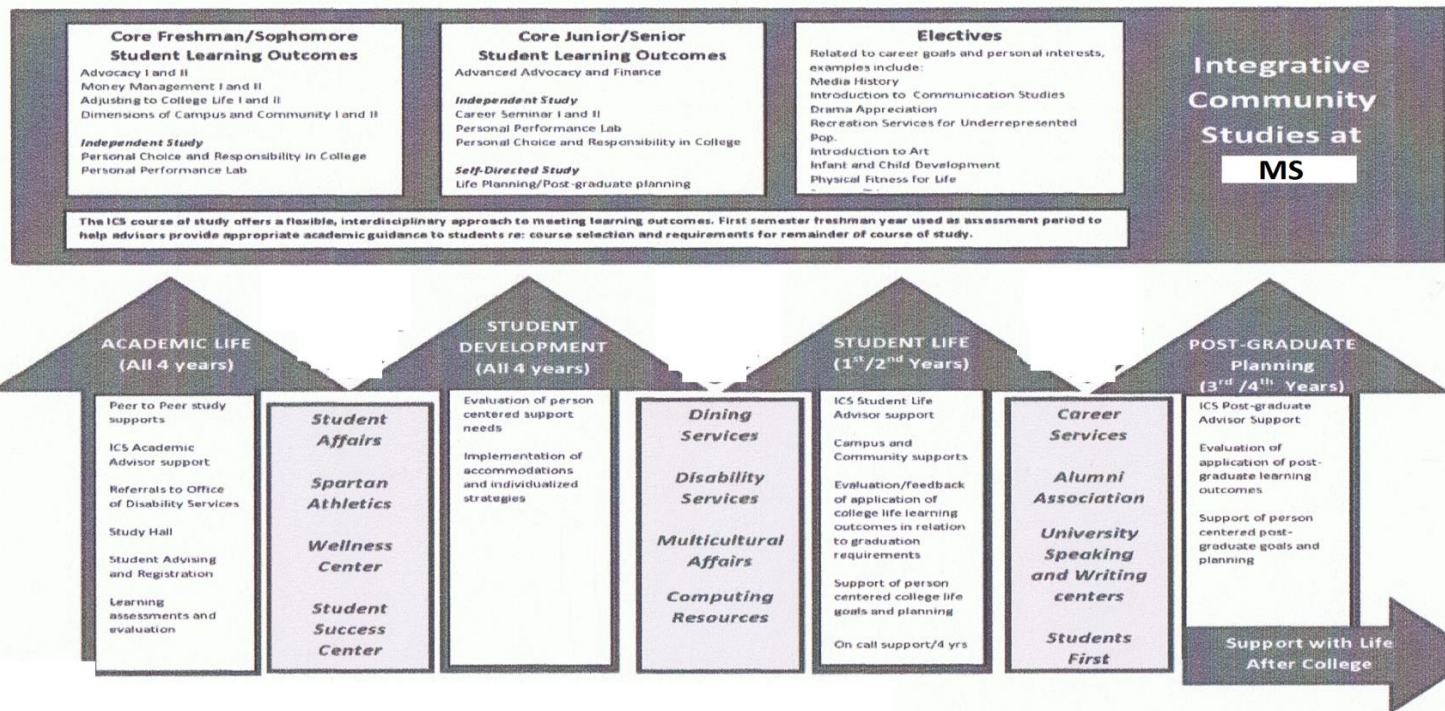 Core Freshman/Sophomore
Student Learning Outcomes
Advocacy I and II
Money Management I and II
Adjusting to College Life I and II
Dimensions of Campus and Community I and II
Independent Study
Personal Choice and Responsibility in College
Personal Performance Lab
Core Junior/Senior
Student Learning Outcomes
Advanced Advocacy and Finance
Independent Study
Career Seminar I and II
Personal Performance Lab
Personal Choice and Responsibility in College
Self-Directed Study
Life Planning/Post-graduate planning
Electives
Related to career goals and personal interests,
examples include:
Media History
Introduction to Communication Studies
Drama Appreciation
Recreation Services for Underrepresented
Pop.
Introduction to Art
Infant and Child Development
Physical Fitness for Life
Integrative
Community
Studies at
MS
The ICS course of study offers a flexible, interdisciplinary approach to meeting learning outcomes. First semester freshman year used as assessment period to
help advisors provide appropriate academic guidance to students re: course selection and requirements for remainder of course of study.
ACADEMIC LIFE
(All 4 years)
Peer to Peer study
supports
ICS Academic
Advisor support
Referrals to Office
of Disability Services
Study Hall
Student Advising
and Registration
Learning
assessments and
evaluation
Student
Affairs
Spartan
Athletics
Wellness
Center
Student
Success
Center
STUDENT
DEVELOPMENT
(All 4 years)
Evaluation of person
centered support
needs
Implementation of
accommodations
and individualized
strategies
Dining
Services
Disability
Services
Multicultural
Affairs
Computing
Resources
STUDENT LIFE
(1st/2nd Years)
ICS Student Life
Advisor support
Campus and
Community supports
Evaluation/feedback
of application of
college life learning
outcomes in relation
to graduation
requirements
Support of person
centered college life
goals and planning
On call support/4 yrs
Career
Services
Alumni
Association
University
Speaking
and Writing
centers
Students
First
POST-GRADUATE
Planning
(3rd /4th Years)
ICS Post-graduate
Advisor Support
Evaluation of
application of post-
graduate learning
outcomes
Support of person
centered post-
graduate goals and
planning
Support with Life
After College